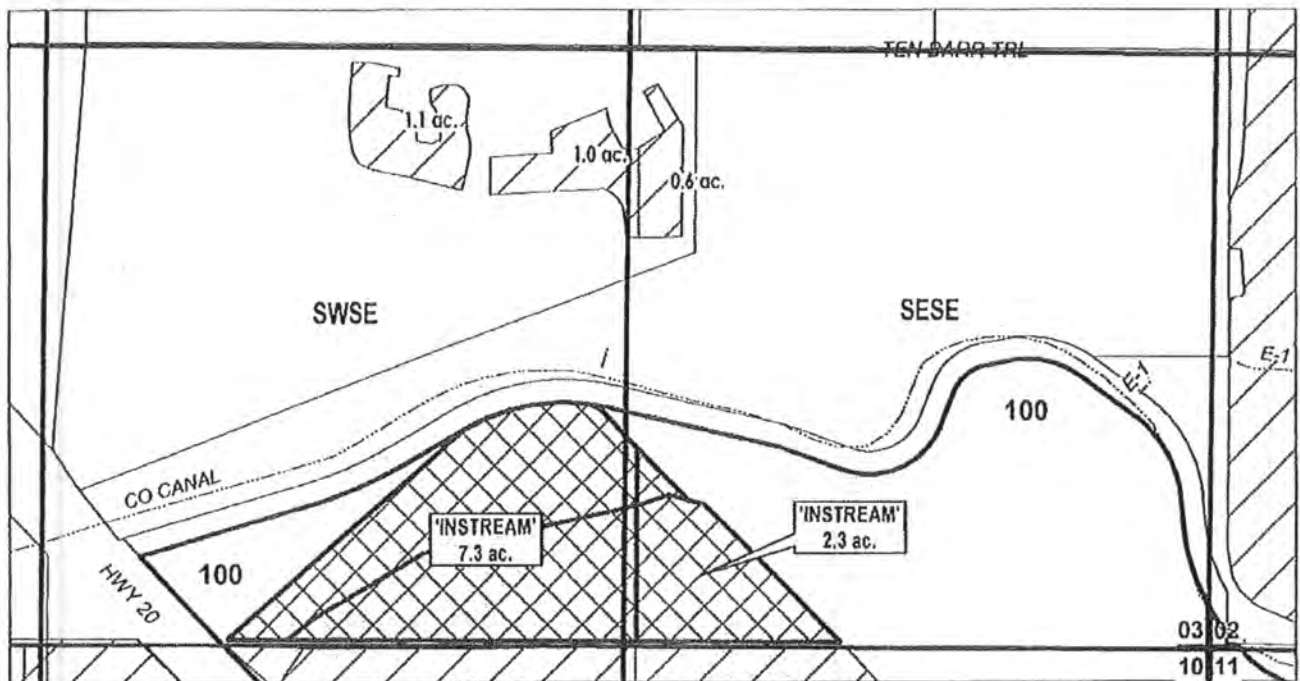 TEN BARR TRL
1.1 ac.
1.0 ac.
0.6 ac.
SWSE
SESE
E-1
E-1
100
CO CANAL
'INSTREAM'
7.3 ac.
'INSTREAM'
2.3 ac.
100
HWY 20
03 02
10 11